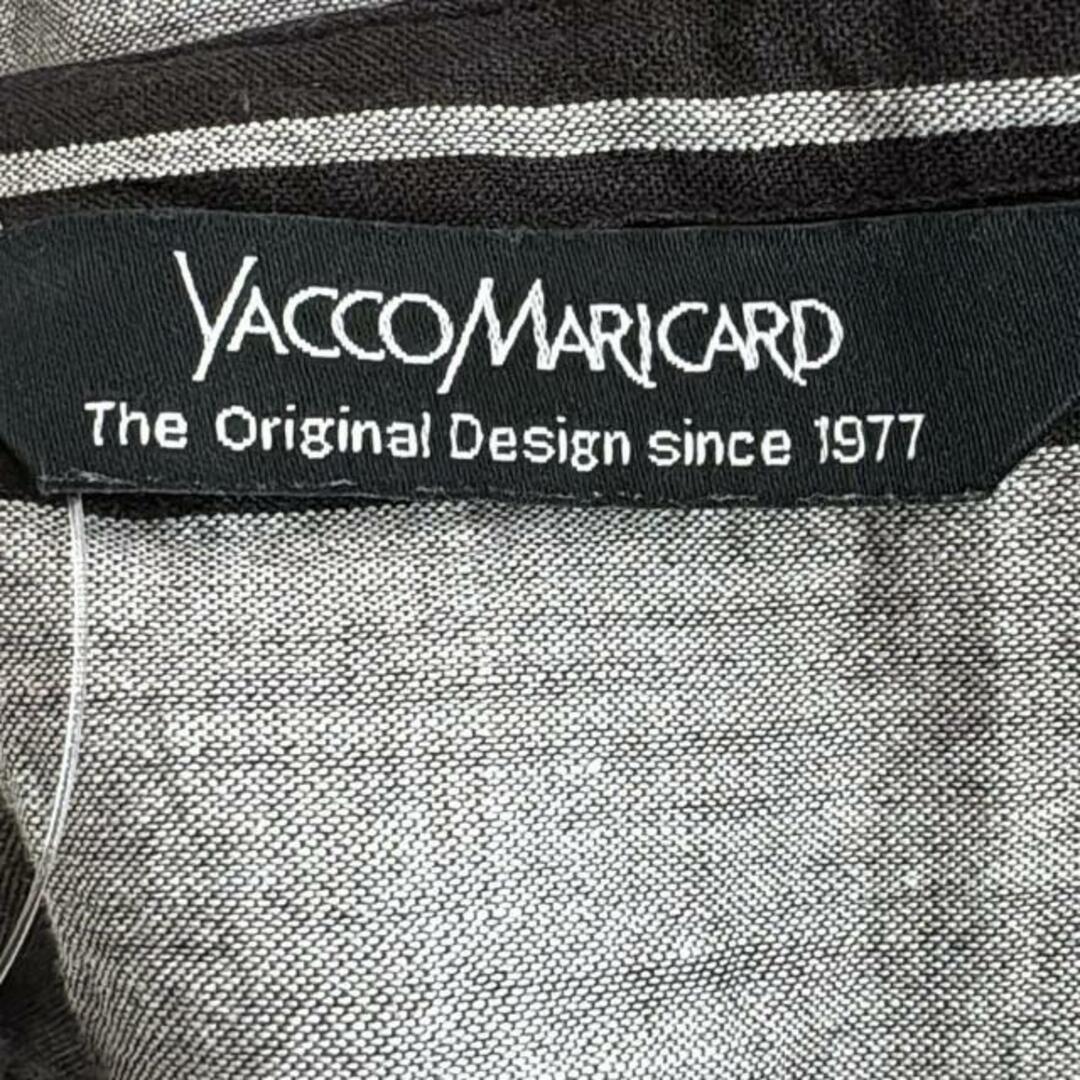 YACCOMARICARD
The Original Design since 1977